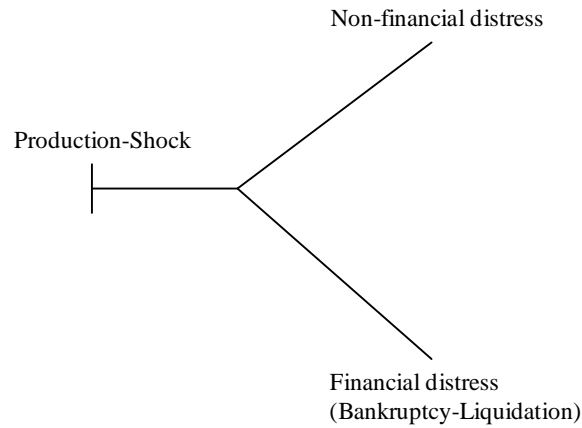 Non-financial distress
Production-Shock
Financial distress
(Bankruptcy-Liquidation)